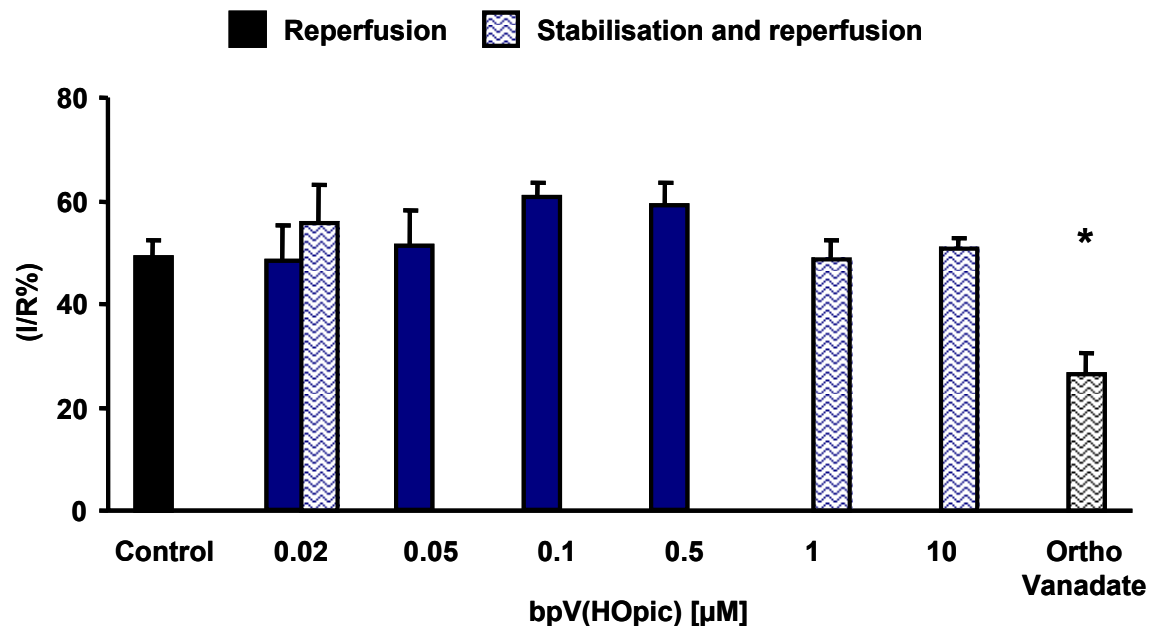 Reperfusion Stabilisation and reperfusion
80
60
40
20
0
(I/R%)
*
Control 0.02 0.05 0.1 0.5 1 10 Ortho
Vanadate
bpV(HOpic) [µM]